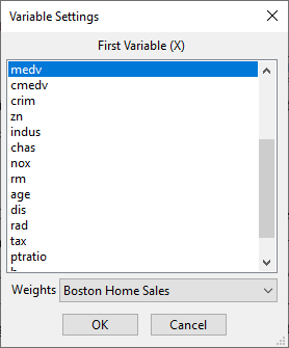 Variable Settings
First Variable (X)
medv
cmedv
crim
zn
indus
chas
nox
rm
age
dis
rad
tax
ptratio
Weights Boston Home Sales
OK Cancel